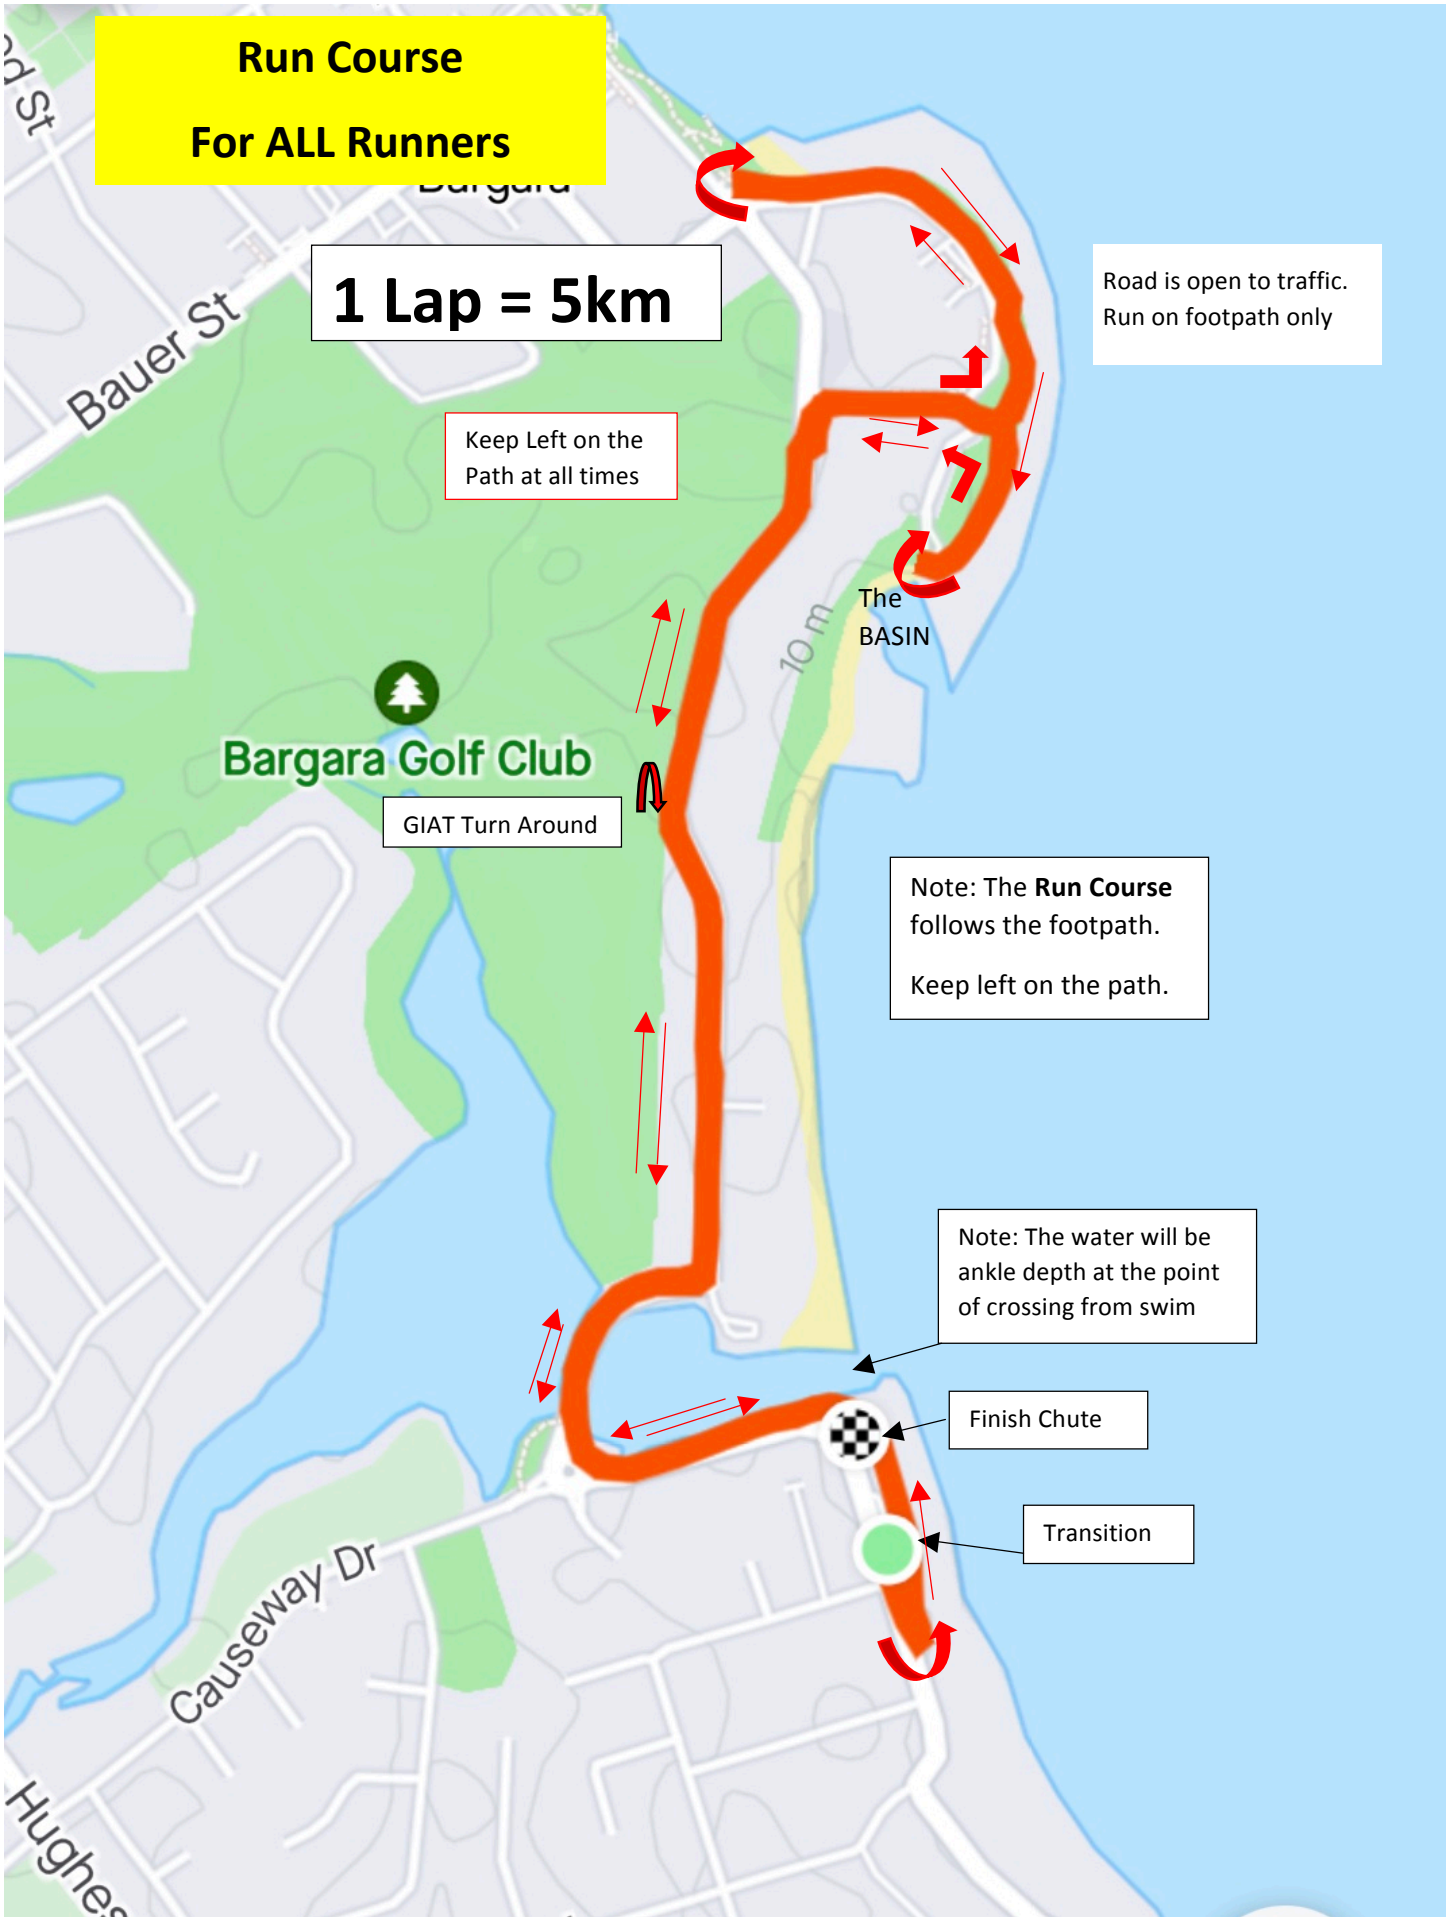 Run Course
For ALL Runners
Bargara
1 Lap = 5km
Road is open to traffic.
Run on footpath only
Bauer St
Keep Left on the
Path at all times
The
BASIN
10 m
Bargara Golf Club
GIAT Turn Around
Note: The Run Course
follows the footpath.
Keep left on the path.
Note: The water will be
ankle depth at the point
of crossing from swim
Finish Chute
Transition
Causeway Dr
Hughes